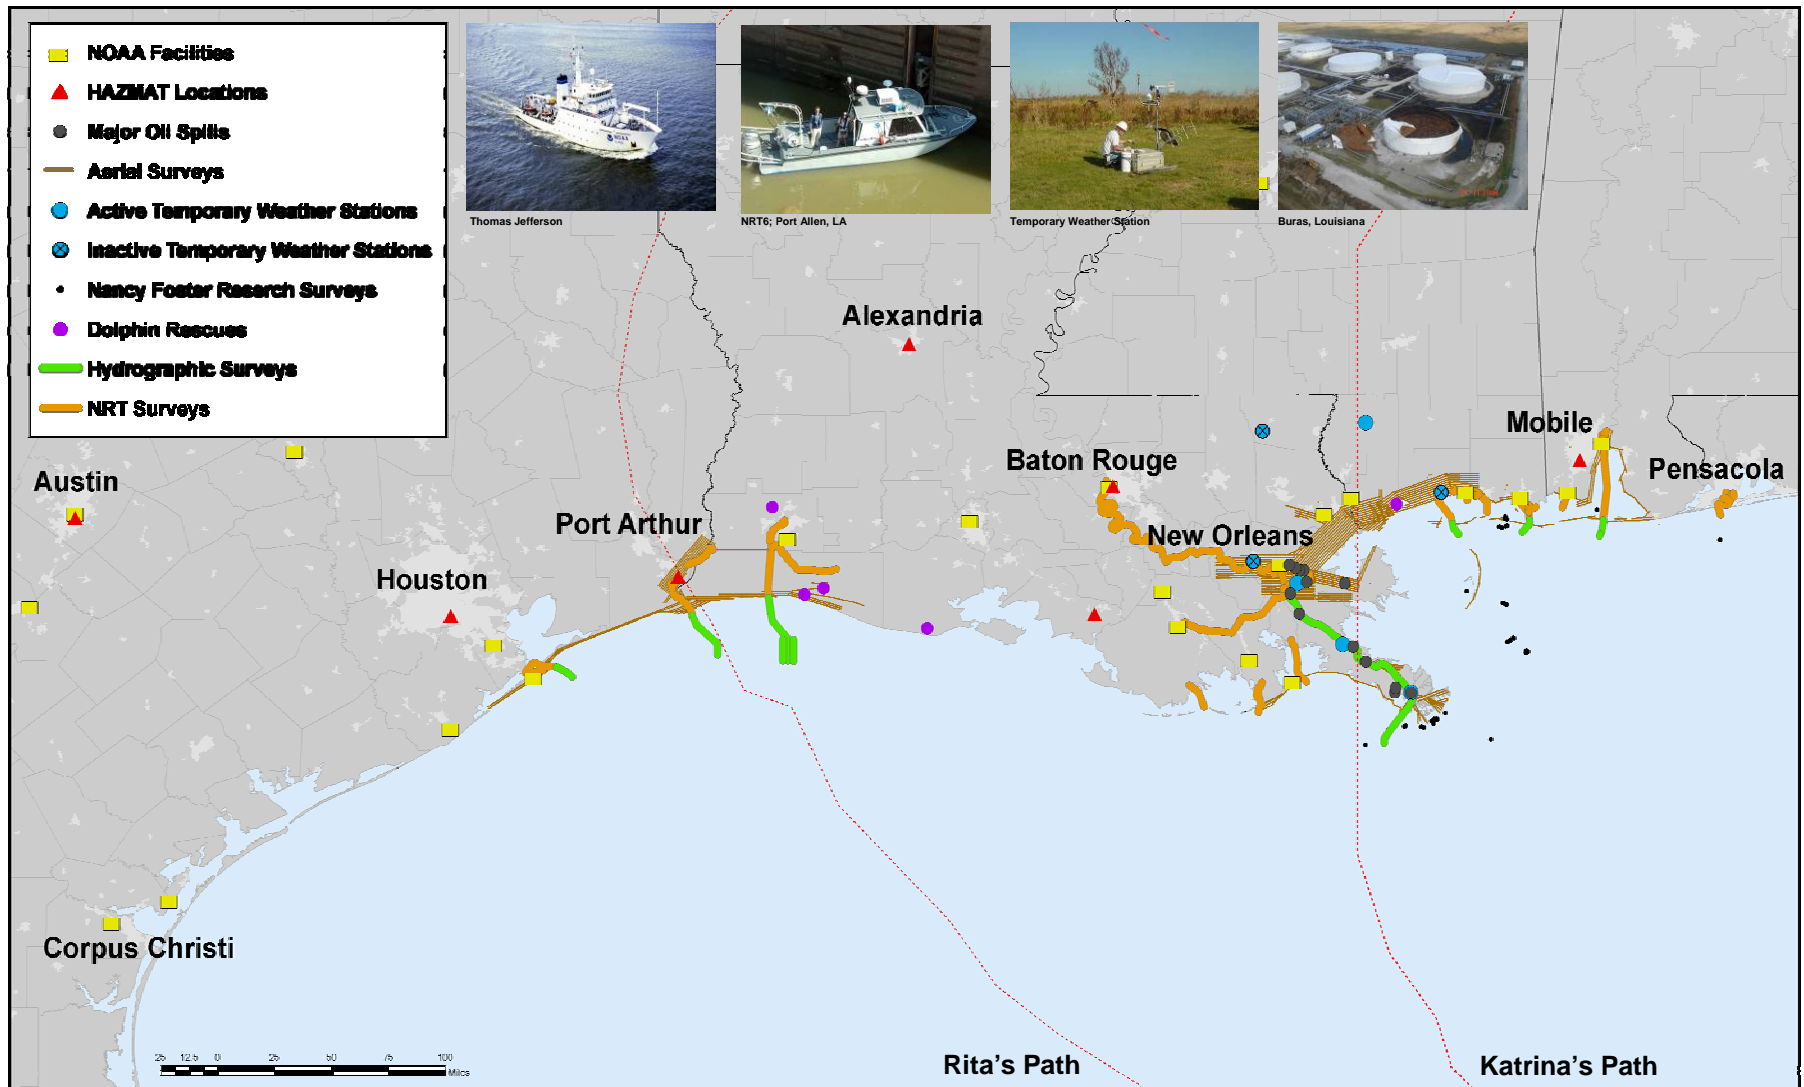 NOAA Facilities
HAZMAT Locations
Major Oil Spills
Aerial Surveys
Active Temporary Weather Stations
Inactive Temporary Weather Stations
Nancy Foster Reserch Surveys
Dolphin Rescues
Hydrographic Surveys
NRT Surveys
NOAA
Thomas Jefferson
NRT6; Port Allen, LA
Temporary Weather Station
Buras, Louisiana
Alexandria
Mobile
Pensacola
Baton Rouge
Austin
Port Arthur
New Orleans
Houston
Corpus Christi
25 12.5 0 25 50 75 100
Miles
Rita's Path
Katrina's Path